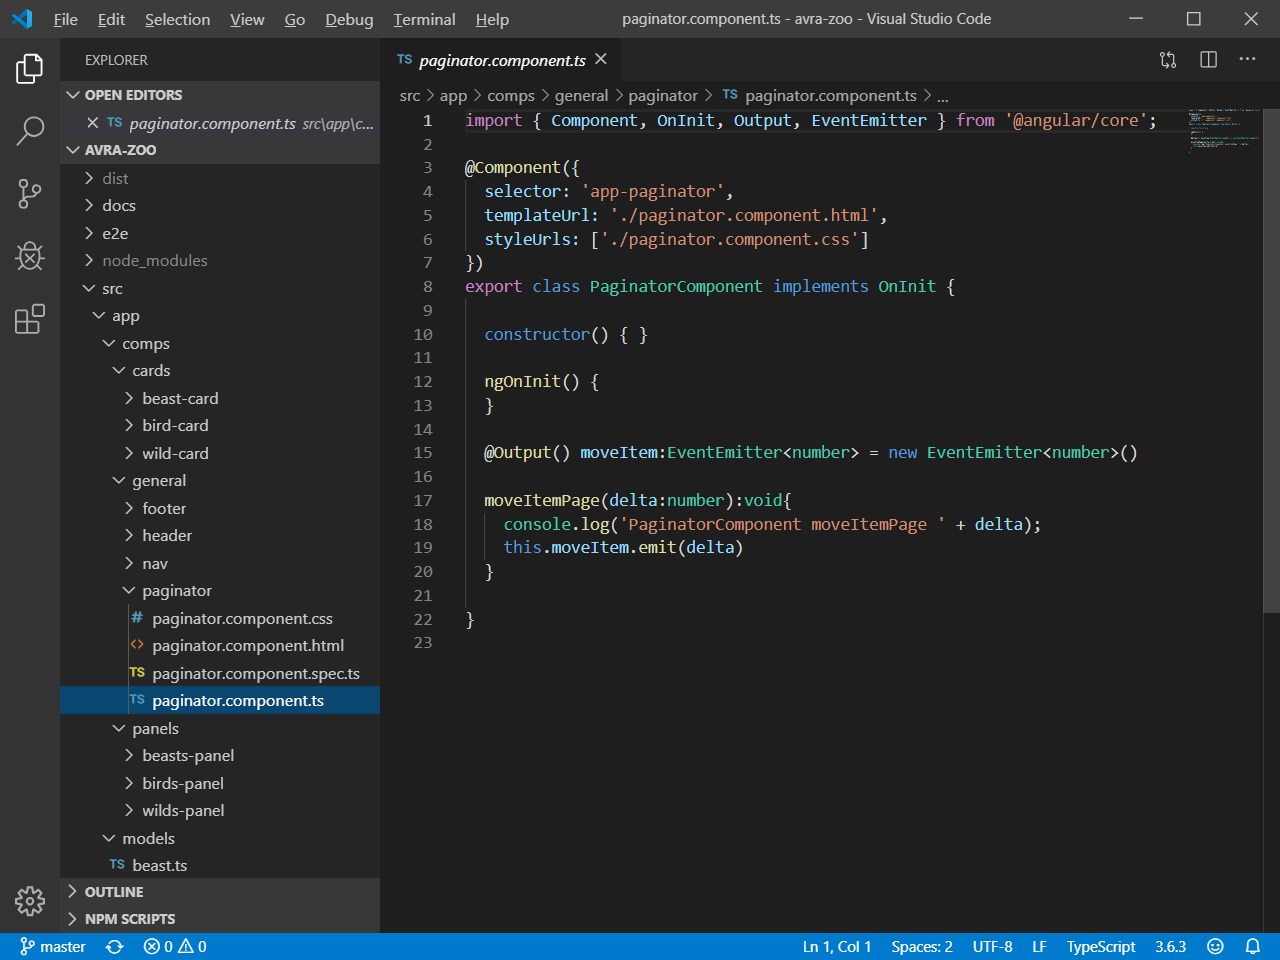 File Edit Selection View Go Debug Terminal Help paginator.component.ts - avra-zoo - Visual Studio Code
EXPLORER
OPEN EDITORS
TS paginator.component.ts src\app\c...
AVRA-ZOO
dist
docs
e2e
node_modules
src
app
comps
cards
beast-card
bird-card
wild-card
general
footer
header
nav
paginator
# paginator.component.css
<> paginator.component.html
TS paginator.component.spec.ts
TS paginator.component.ts
panels
beasts-panel
birds-panel
wilds-panel
models
TS beast.ts
OUTLINE
NPM SCRIPTS
TS paginator.component.ts
src > app > comps > general > paginator > TS paginator.component.ts > ...
1 import { Component, OnInit, Output, EventEmitter } from '@angular/core';
2
3 @Component({
4   selector: 'app-paginator',
5   templateUrl: './paginator.component.html',
6   styleUrls: ['./paginator.component.css']
7 })
8 export class PaginatorComponent implements OnInit {
9
10   constructor() { }
11
12   ngOnInit() {
13   }
14
15   @Output() moveItem:EventEmitter<number> = new EventEmitter<number>()
16
17   moveItemPage(delta:number):void{
18     console.log('PaginatorComponent moveItemPage ' + delta);
19     this.moveItem.emit(delta)
20   }
21
22 }
23
master 0 0 Ln 1, Col 1 Spaces: 2 UTF-8 LF TypeScript 3.6.3